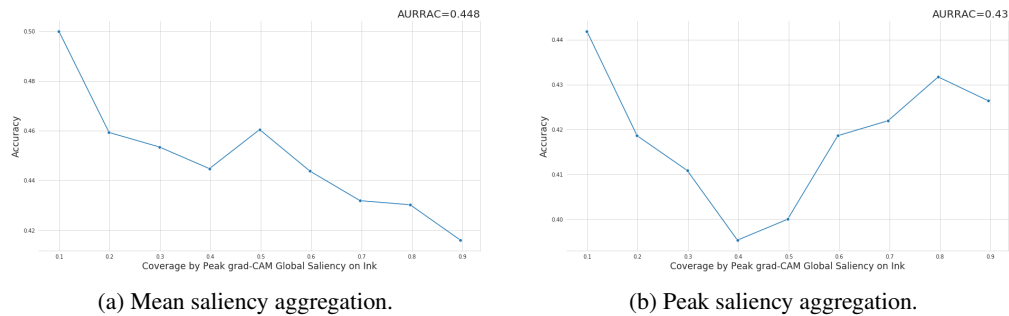 AURRAC=0.448
0.50
0.48
0.46
0.44
0.42
Accuracy
0.1 0.2 0.3 0.4 0.5 0.6 0.7 0.8 0.9
Coverage by Peak grad-CAM Global Saliency on Ink
(a) Mean saliency aggregation.
AURRAC=0.43
0.44
0.43
0.42
0.41
0.40
Accuracy
0.1 0.2 0.3 0.4 0.5 0.6 0.7 0.8 0.9
Coverage by Peak grad-CAM Global Saliency on Ink
(b) Peak saliency aggregation.